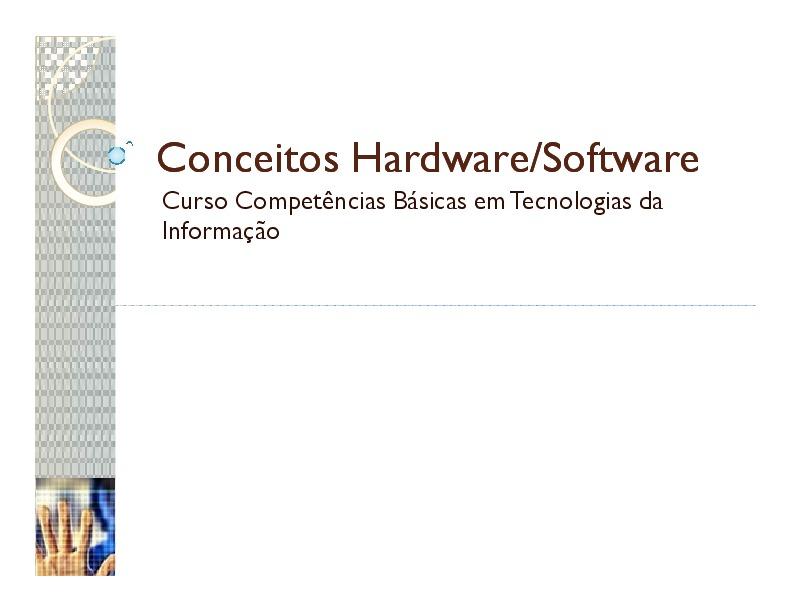 Conceitos Hardware/Software
Curso Competências Básicas em Tecnologias da
Informação